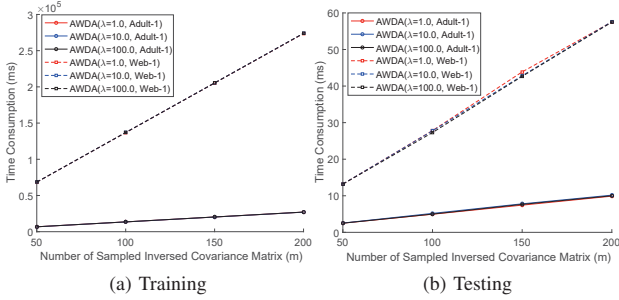 3 ×10^5
AWDA(λ=1.0, Adult-1)
AWDA(λ=10.0, Adult-1)
AWDA(λ=100.0, Adult-1)
AWDA(λ=1.0, Web-1)
AWDA(λ=10.0, Web-1)
AWDA(λ=100.0, Web-1)
2.5
2
1.5
1
0.5
0
50 100 150 200
Time Consumption (ms)
Number of Sampled Inversed Covariance Matrix (m)
(a) Training
60
AWDA(λ=1.0, Adult-1)
AWDA(λ=10.0, Adult-1)
AWDA(λ=100.0, Adult-1)
AWDA(λ=1.0, Web-1)
AWDA(λ=10.0, Web-1)
AWDA(λ=100.0, Web-1)
50
40
30
20
10
0
50 100 150 200
Time Consumption (ms)
Number of Sampled Inversed Covariance Matrix (m)
(b) Testing